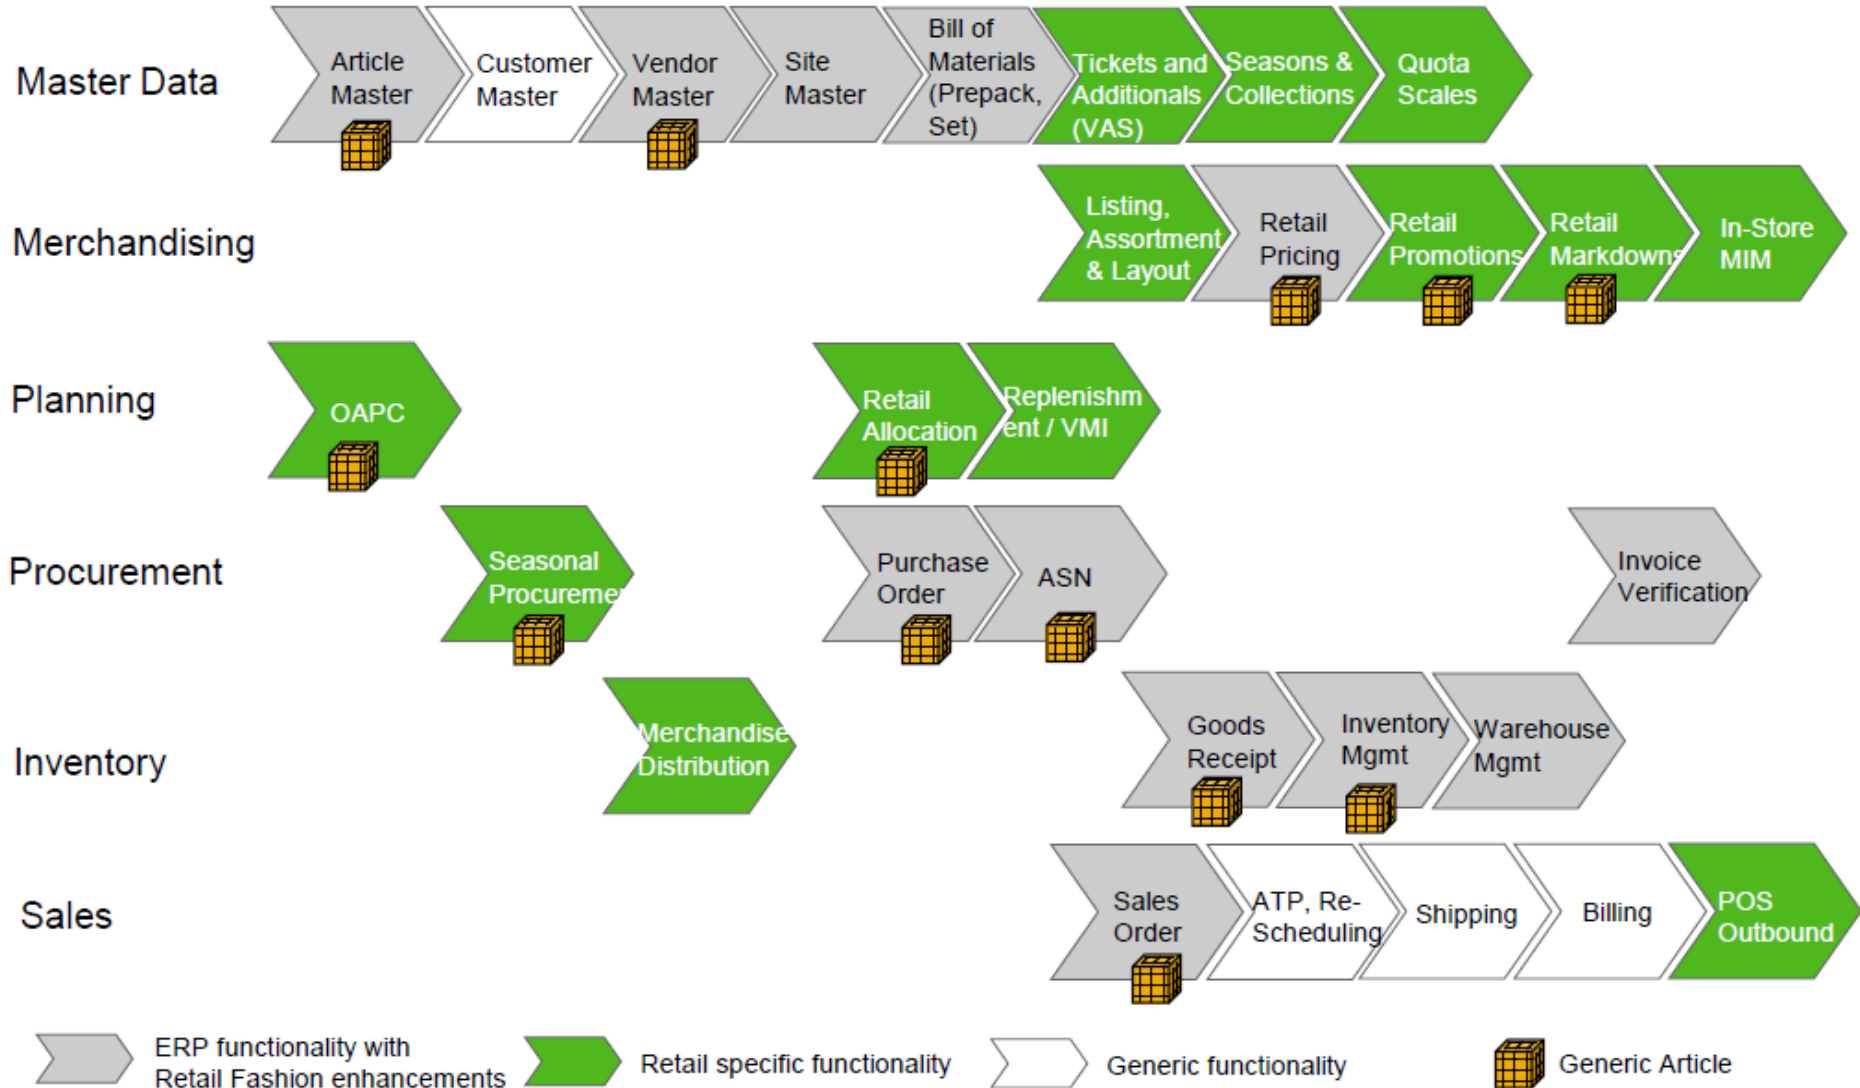 Master Data
Article
Master
Customer
Master
Vendor
Master
Site
Master
Bill of
Materials
(Prepack,
Set)
Tickets and
Additionals
(VAS)
Seasons &
Collections
Quota
Scales
Merchandising
Listing,
Assortment
& Layout
Retail
Pricing
Retail
Promotions
Retail
Markdowns
In-Store
MIM
Planning
OAPC
Retail
Allocation
Replenishm
ent / VMI
Procurement
Seasonal
Procuremen
Purchase
Order
ASN
Invoice
Verification
Inventory
Merchandise
Distribution
Goods
Receipt
Inventory
Mgmt
Warehouse
Mgmt
Sales
Sales
Order
ATP, Re-
Scheduling
Shipping
Billing
POS
Outbound
ERP functionality with
Retail Fashion enhancements
Retail specific functionality
Generic functionality
Generic Article